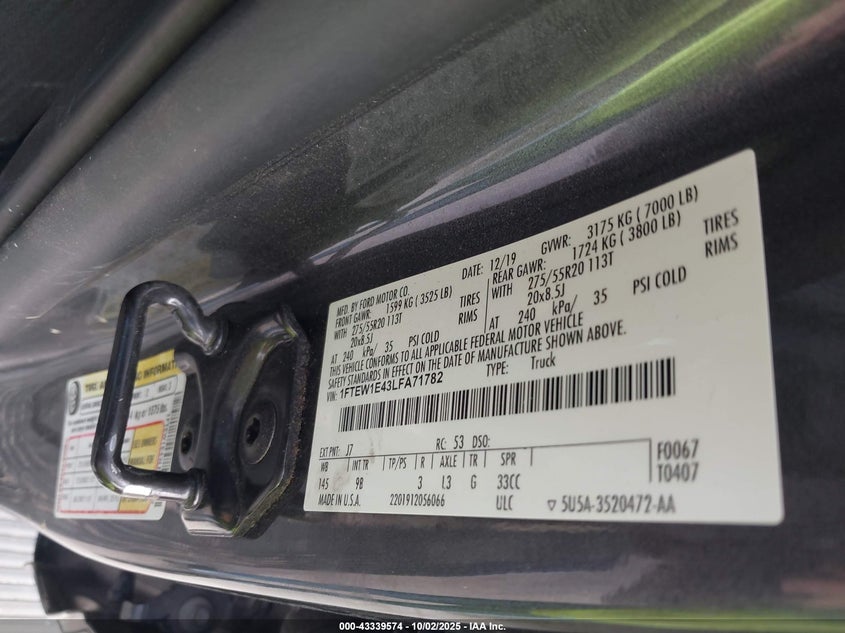 MFD. BY FORD MOTOR CO.
DATE: 12/19
GVWR: 3175 KG ( 7000 LB)
FRONT GAWR: 1599 KG ( 3525 LB)
REAR GAWR: 1724 KG ( 3800 LB)
WITH 275/55R20 113T TIRES
WITH 275/55R20 113T TIRES
20x8.5J RIMS
20x8.5J RIMS
AT 240 kPa/ 35 PSI COLD
AT 240 kPa/ 35 PSI COLD
THIS VEHICLE CONFORMS TO ALL APPLICABLE FEDERAL MOTOR VEHICLE
SAFETY STANDARDS IN EFFECT ON THE DATE OF MANUFACTURE SHOWN ABOVE.
VIN: 1FTEW1E43LFA71782
TYPE: Truck
EXT PNT: J7 RC: 53 DSO:
F0067
T0407
WB INT TR TP/PS R AXLE TR SPR
145 98 3 L3 G 33CC
MADE IN U.S.A. 2201912056066 ULC ▽ 5U5A-3520472-AA
000-43339574 - 10/02/2025 - IAA Inc.